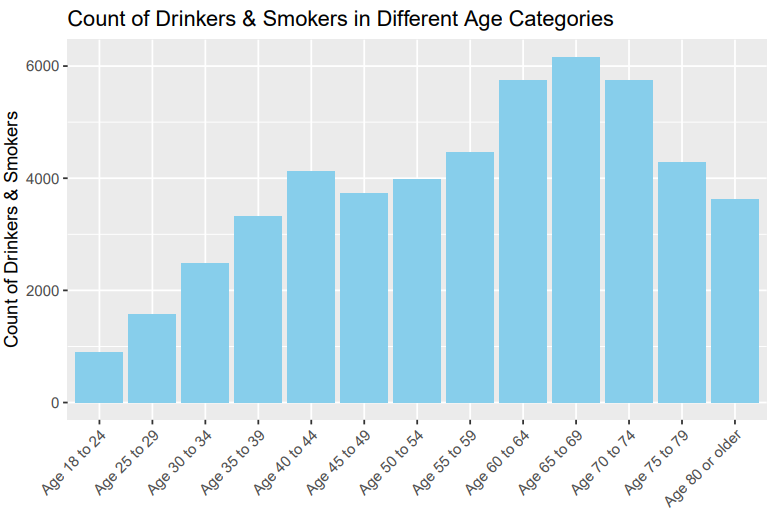 Count of Drinkers & Smokers in Different Age Categories
Count of Drinkers & Smokers
6000
4000
2000
0
Age 18 to 24
Age 25 to 29
Age 30 to 34
Age 35 to 39
Age 40 to 44
Age 45 to 49
Age 50 to 54
Age 55 to 59
Age 60 to 64
Age 65 to 69
Age 70 to 74
Age 75 to 79
Age 80 or older